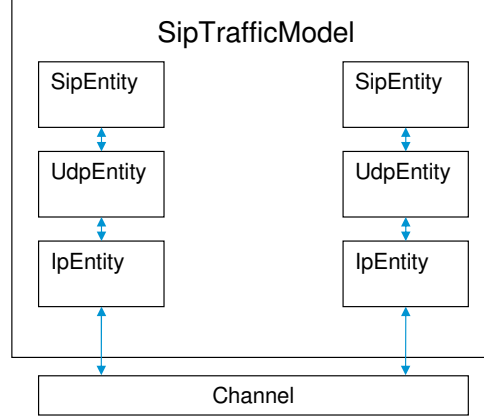 SipTrafficModel
SipEntity
SipEntity
UdpEntity
UdpEntity
IpEntity
IpEntity
Channel